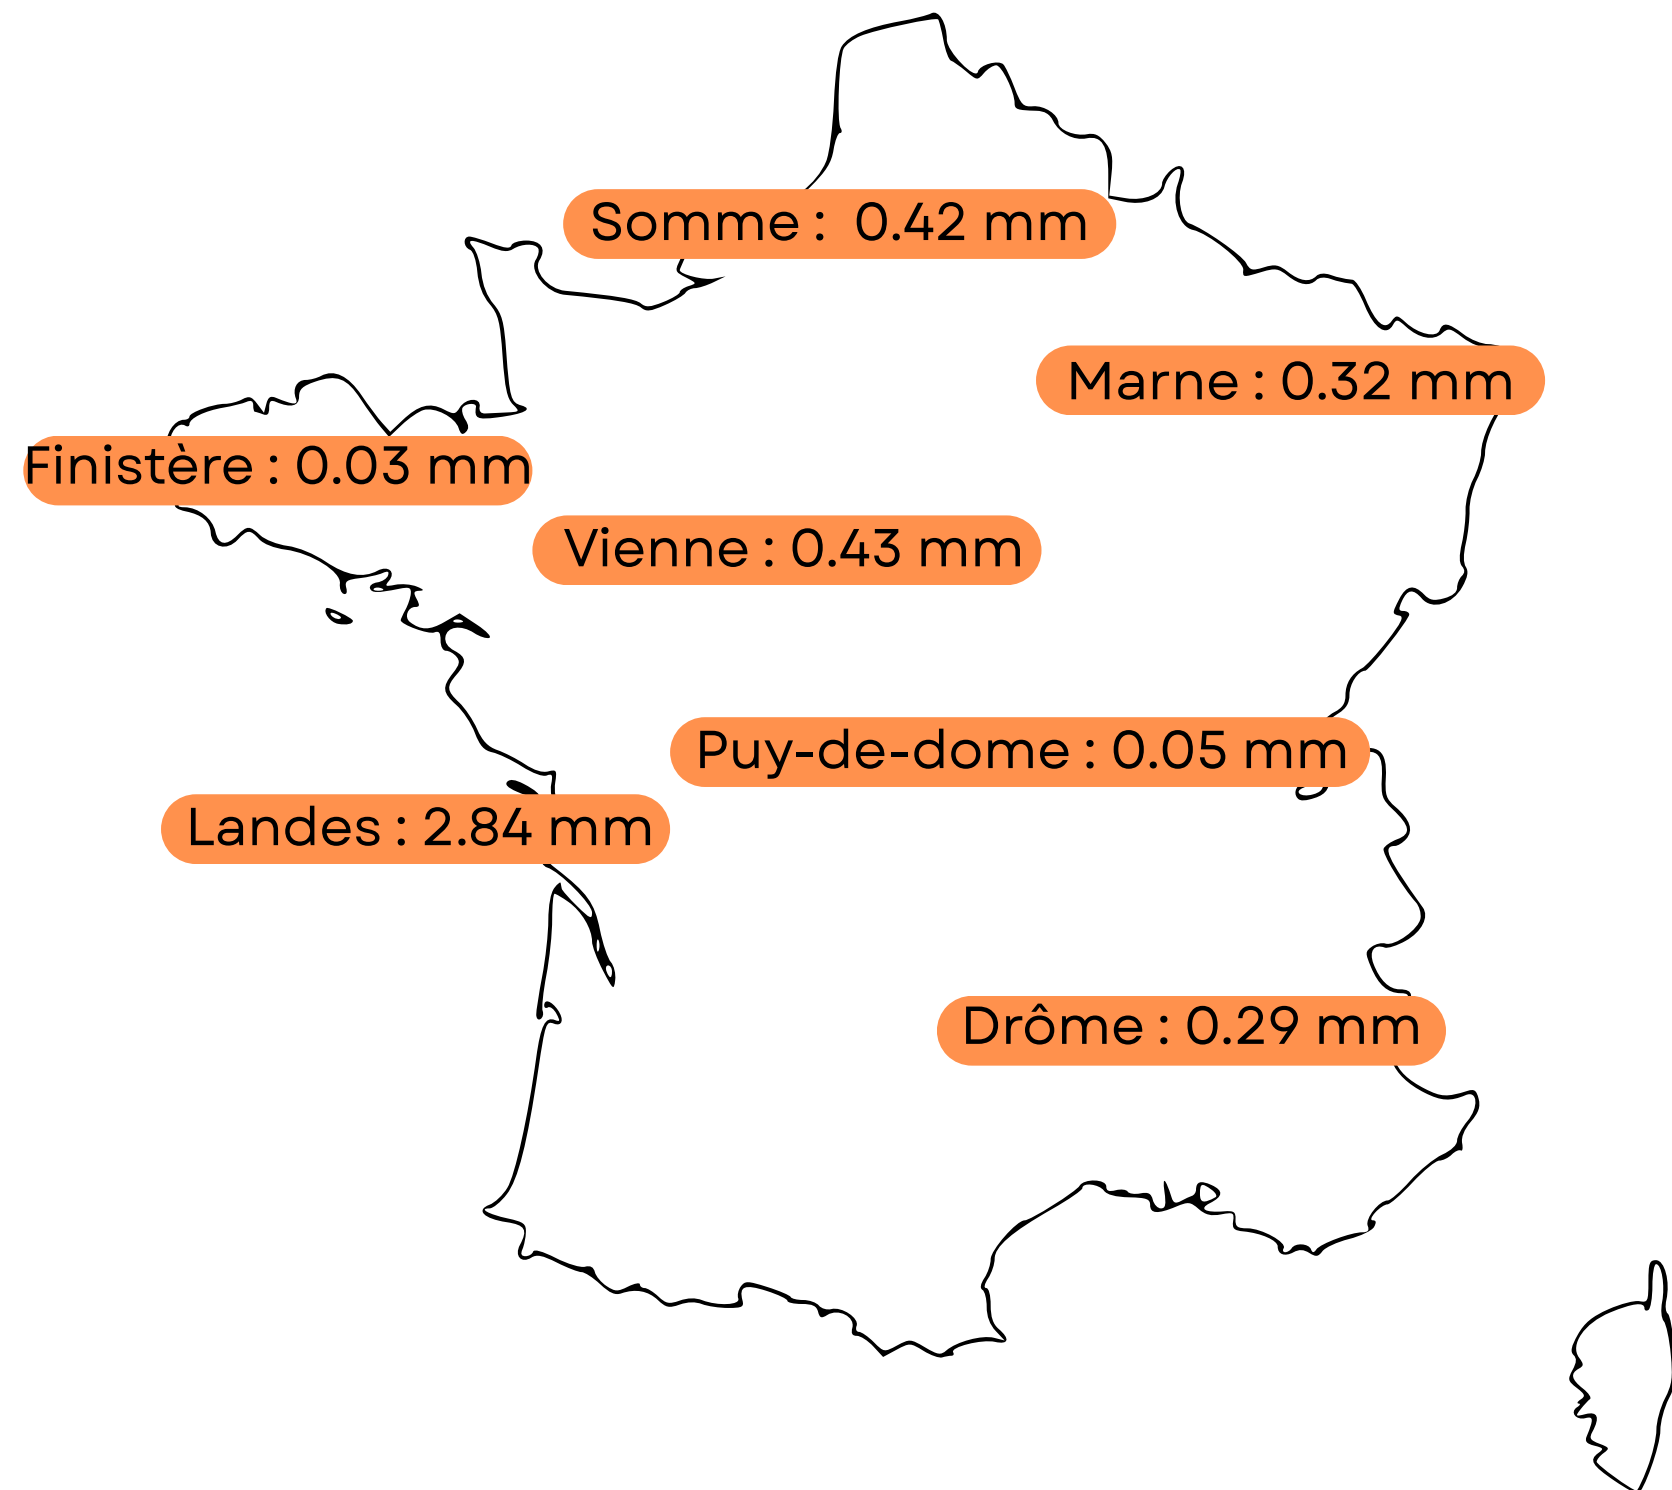 Somme :  0.42 mm
Marne : 0.32 mm
Finistère : 0.03 mm
Vienne : 0.43 mm
Puy-de-dome : 0.05 mm
Landes : 2.84 mm
Drôme : 0.29 mm